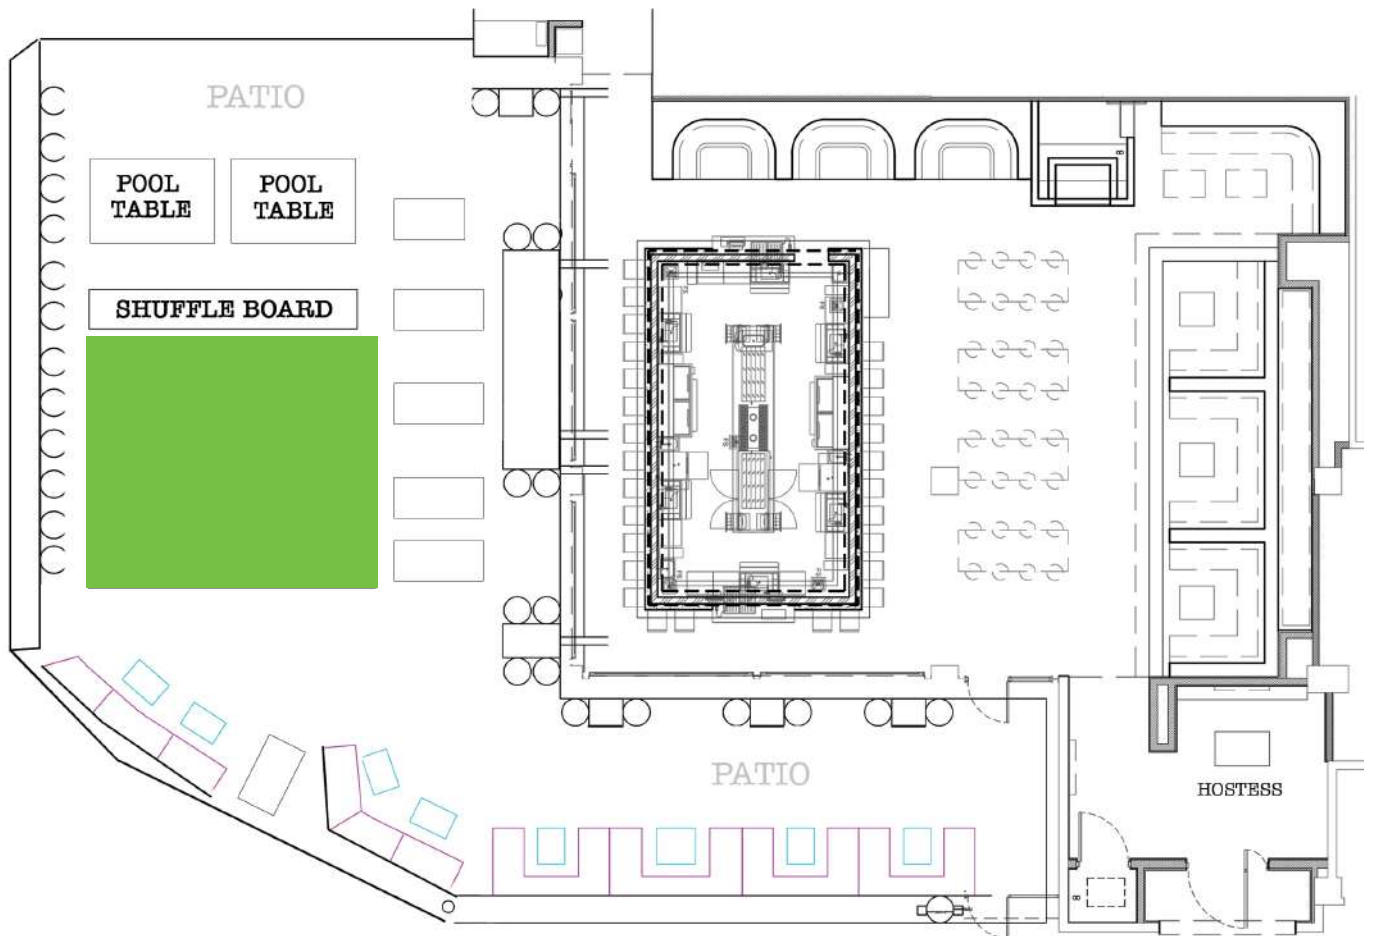 PATIO
POOL
TABLE
POOL
TABLE
SHUFFLE BOARD
PATIO
HOSTESS